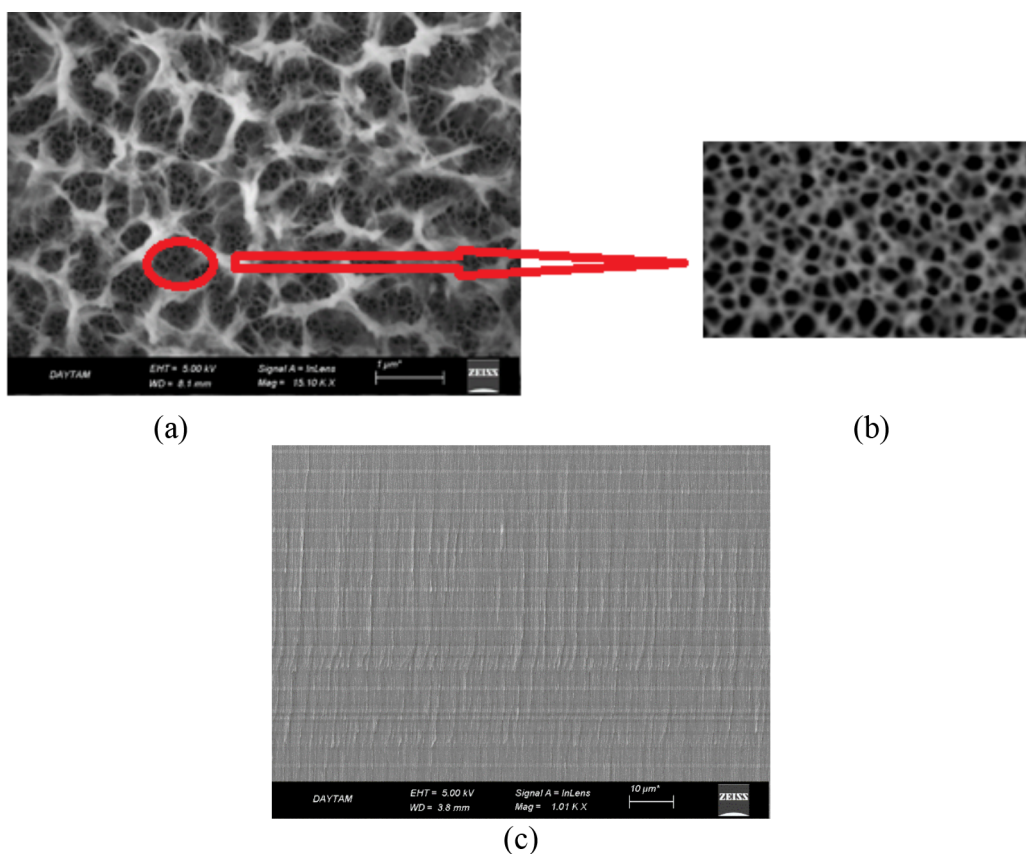 DAYTAM EHT = 5.00 kV Signal A = InLens 1 µm* ZEISS
WD = 8.1 mm Mag = 15.10 K X
(a) (b)
DAYTAM EHT = 5.00 kV Signal A = InLens 10 µm* ZEISS
WD = 3.8 mm Mag = 1.01 K X
(c)